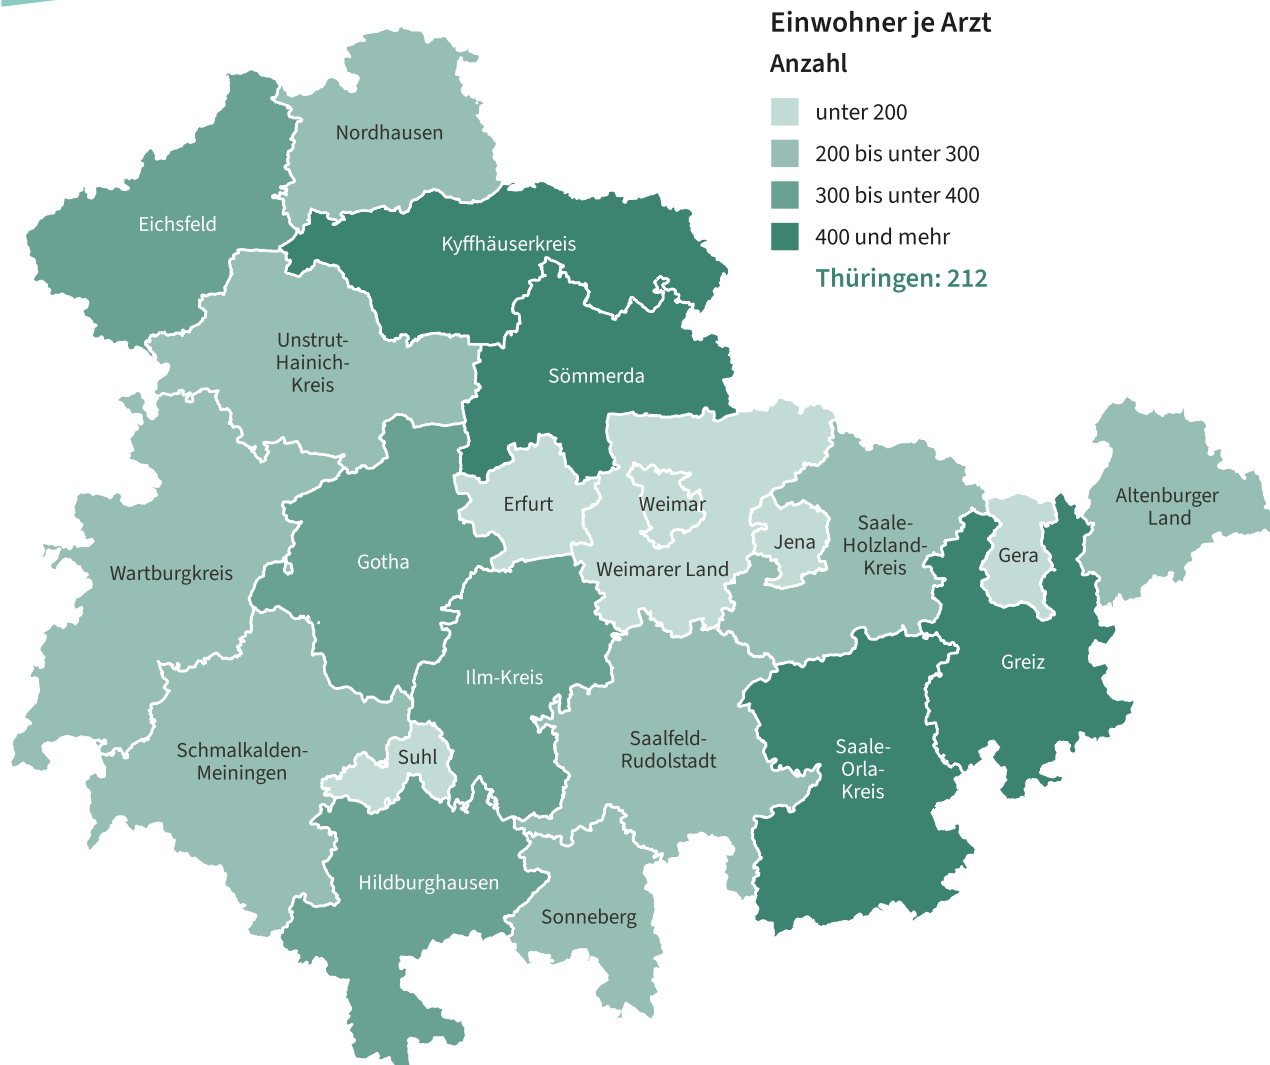 Einwohner je Arzt
Anzahl
unter 200
200 bis unter 300
300 bis unter 400
400 und mehr
Thüringen: 212
Nordhausen
Eichsfeld
Kyffhäuserkreis
Unstrut-
Hainich-
Kreis
Sömmerda
Erfurt
Weimar
Weimarer Land
Jena
Saale-
Holzland-
Kreis
Gera
Altenburger
Land
Gotha
Wartburgkreis
Greiz
Ilm-Kreis
Schmalkalden-
Meiningen
Suhl
Saalfeld-
Rudolstadt
Saale-
Orla-
Kreis
Hildburghausen
Sonneberg